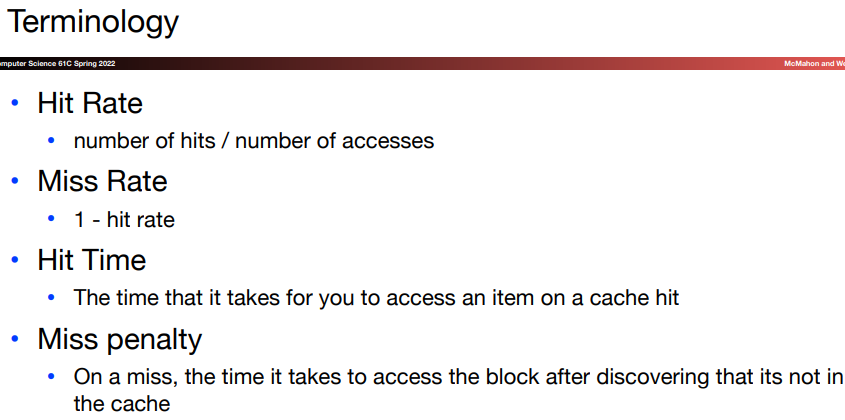 Terminology
omputer Science 61C Spring 2022
McMahon and We
• Hit Rate
• number of hits / number of accesses
• Miss Rate
• 1 - hit rate
• Hit Time
• The time that it takes for you to access an item on a cache hit
• Miss penalty
• On a miss, the time it takes to access the block after discovering that its not in
the cache